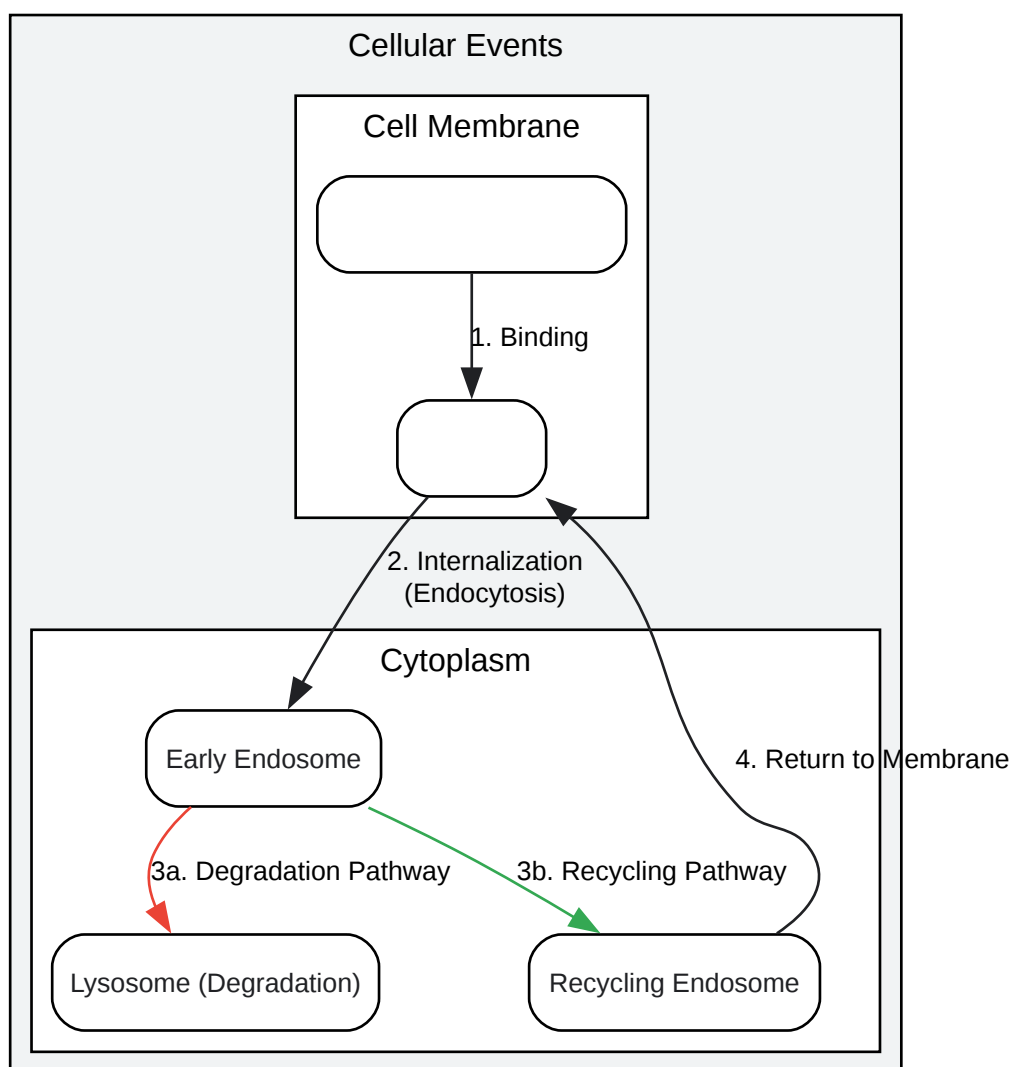 Cellular Events
Cell Membrane
1. Binding
2. Internalization
(Endocytosis)
Cytoplasm
Early Endosome
4. Return to Membrane
3a. Degradation Pathway
3b. Recycling Pathway
Lysosome (Degradation)
Recycling Endosome